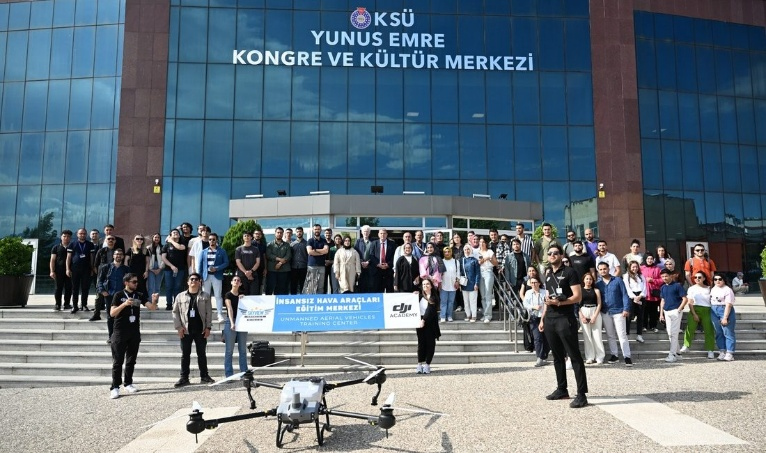 KSÜ
YUNUS EMRE
KONGRE VE KÜLTÜR MERKEZİ
İNSANSIZ HAVA ARAÇLARI
EĞİTİM MERKEZİ
UNMANNED AERIAL VEHICLES
TRAINING CENTER
dji
ACADEMY